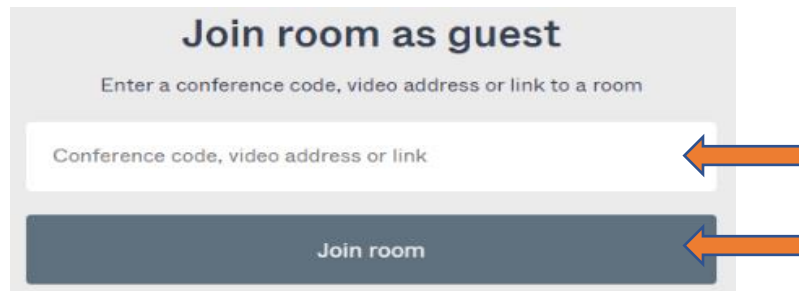 Join room as guest
Enter a conference code, video address or link to a room
Conference code, video address or link
Join room